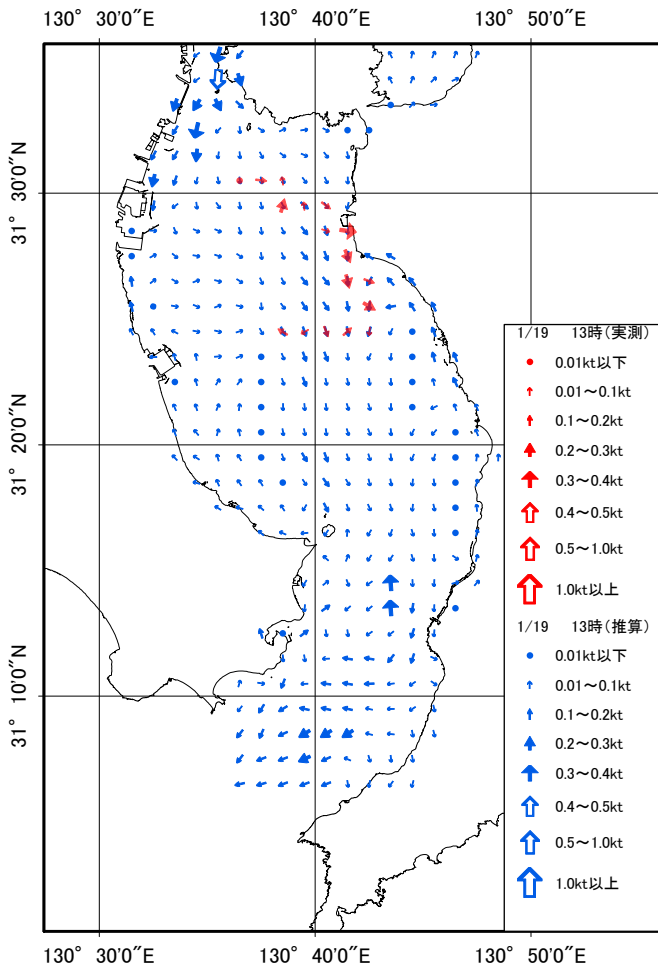 130° 30′0″E
130° 40′0″E
130° 50′0″E
31° 30′0″N
31° 20′0″N
31° 10′0″N
1/19 13時(実測)
0.01kt以下
0.01～0.1kt
0.1～0.2kt
0.2～0.3kt
0.3～0.4kt
0.4～0.5kt
0.5～1.0kt
1.0kt以上
1/19 13時(推算)
0.01kt以下
0.01～0.1kt
0.1～0.2kt
0.2～0.3kt
0.3～0.4kt
0.4～0.5kt
0.5～1.0kt
1.0kt以上
130° 30′0″E
130° 40′0″E
130° 50′0″E